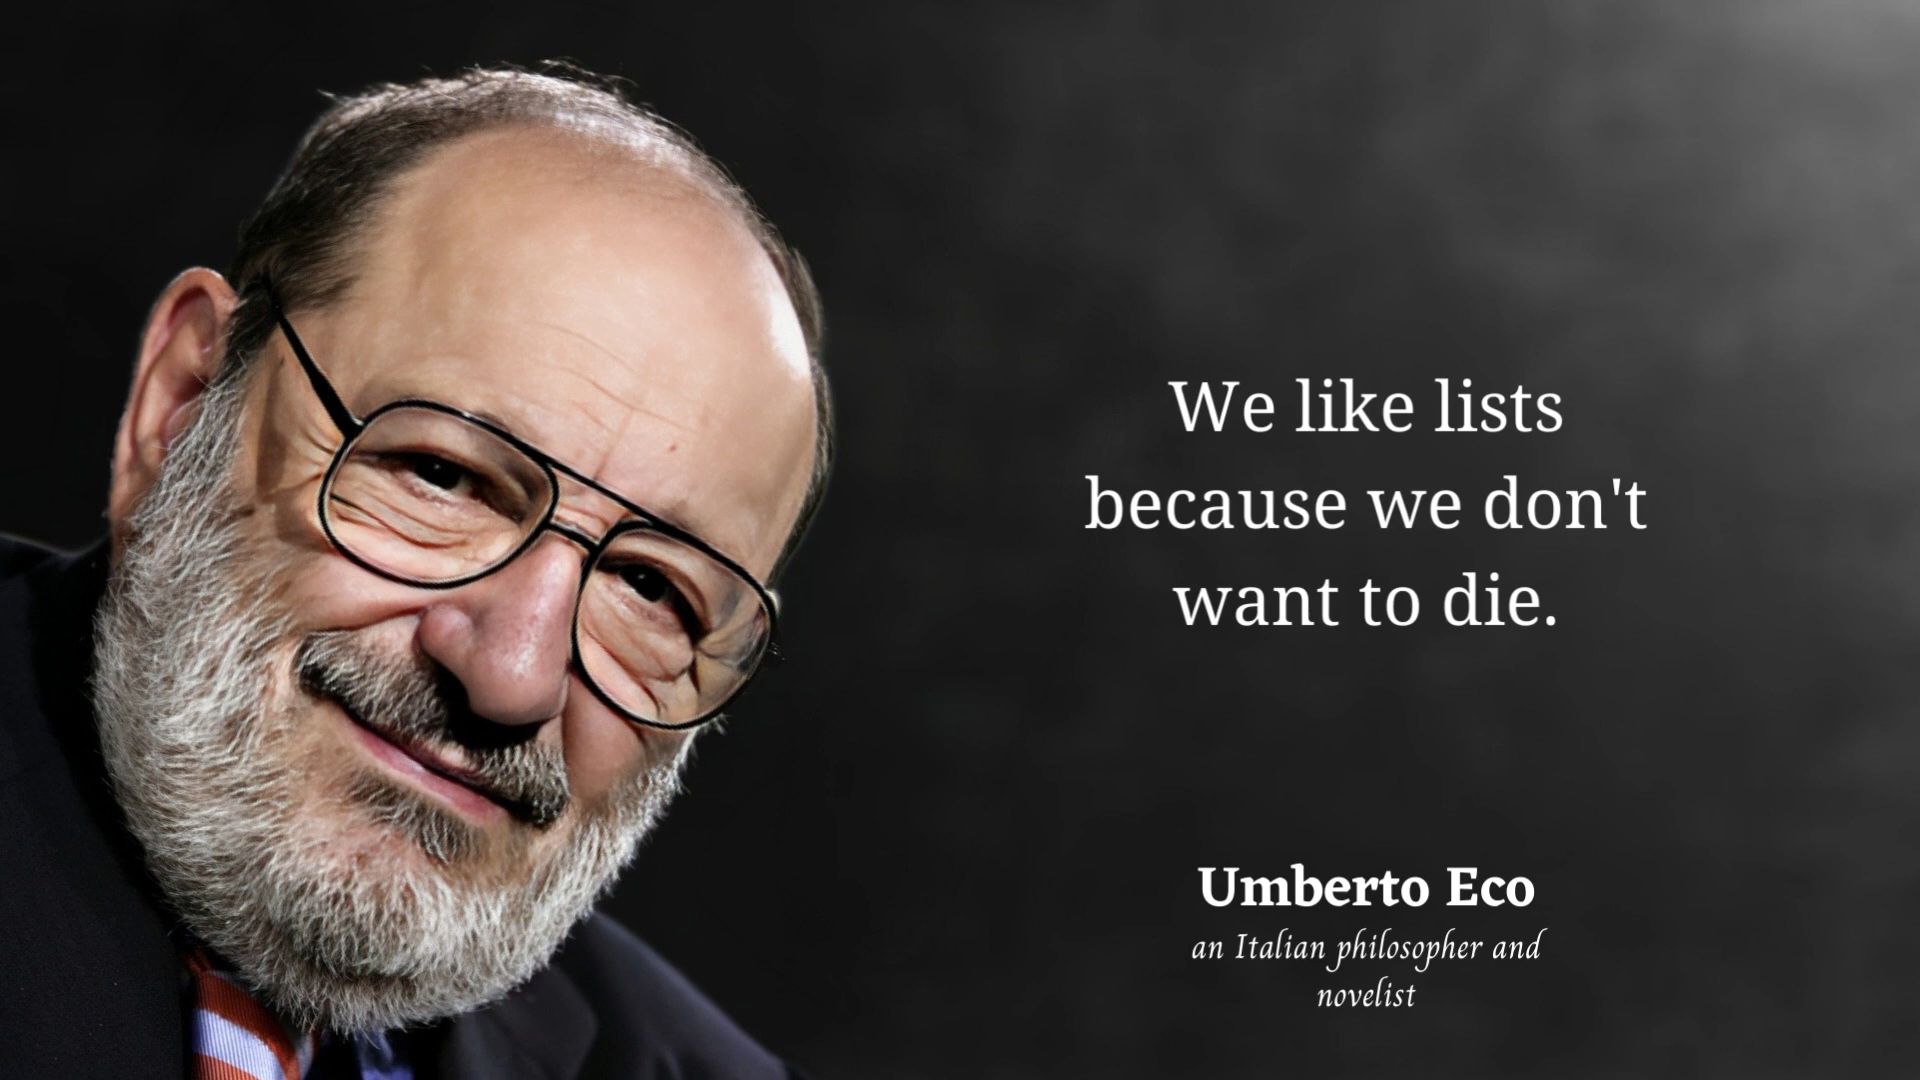 We like lists
because we don't
want to die.
Umberto Eco
an Italian philosopher and
novelist